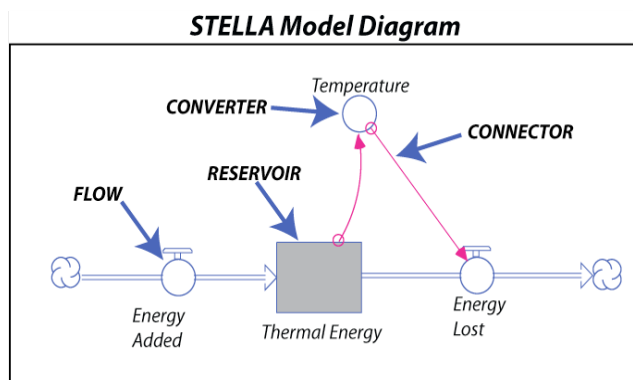 STELLA Model Diagram
Temperature
CONVERTER
CONNECTOR
RESERVOIR
FLOW
Energy
Added
Thermal Energy
Energy
Lost